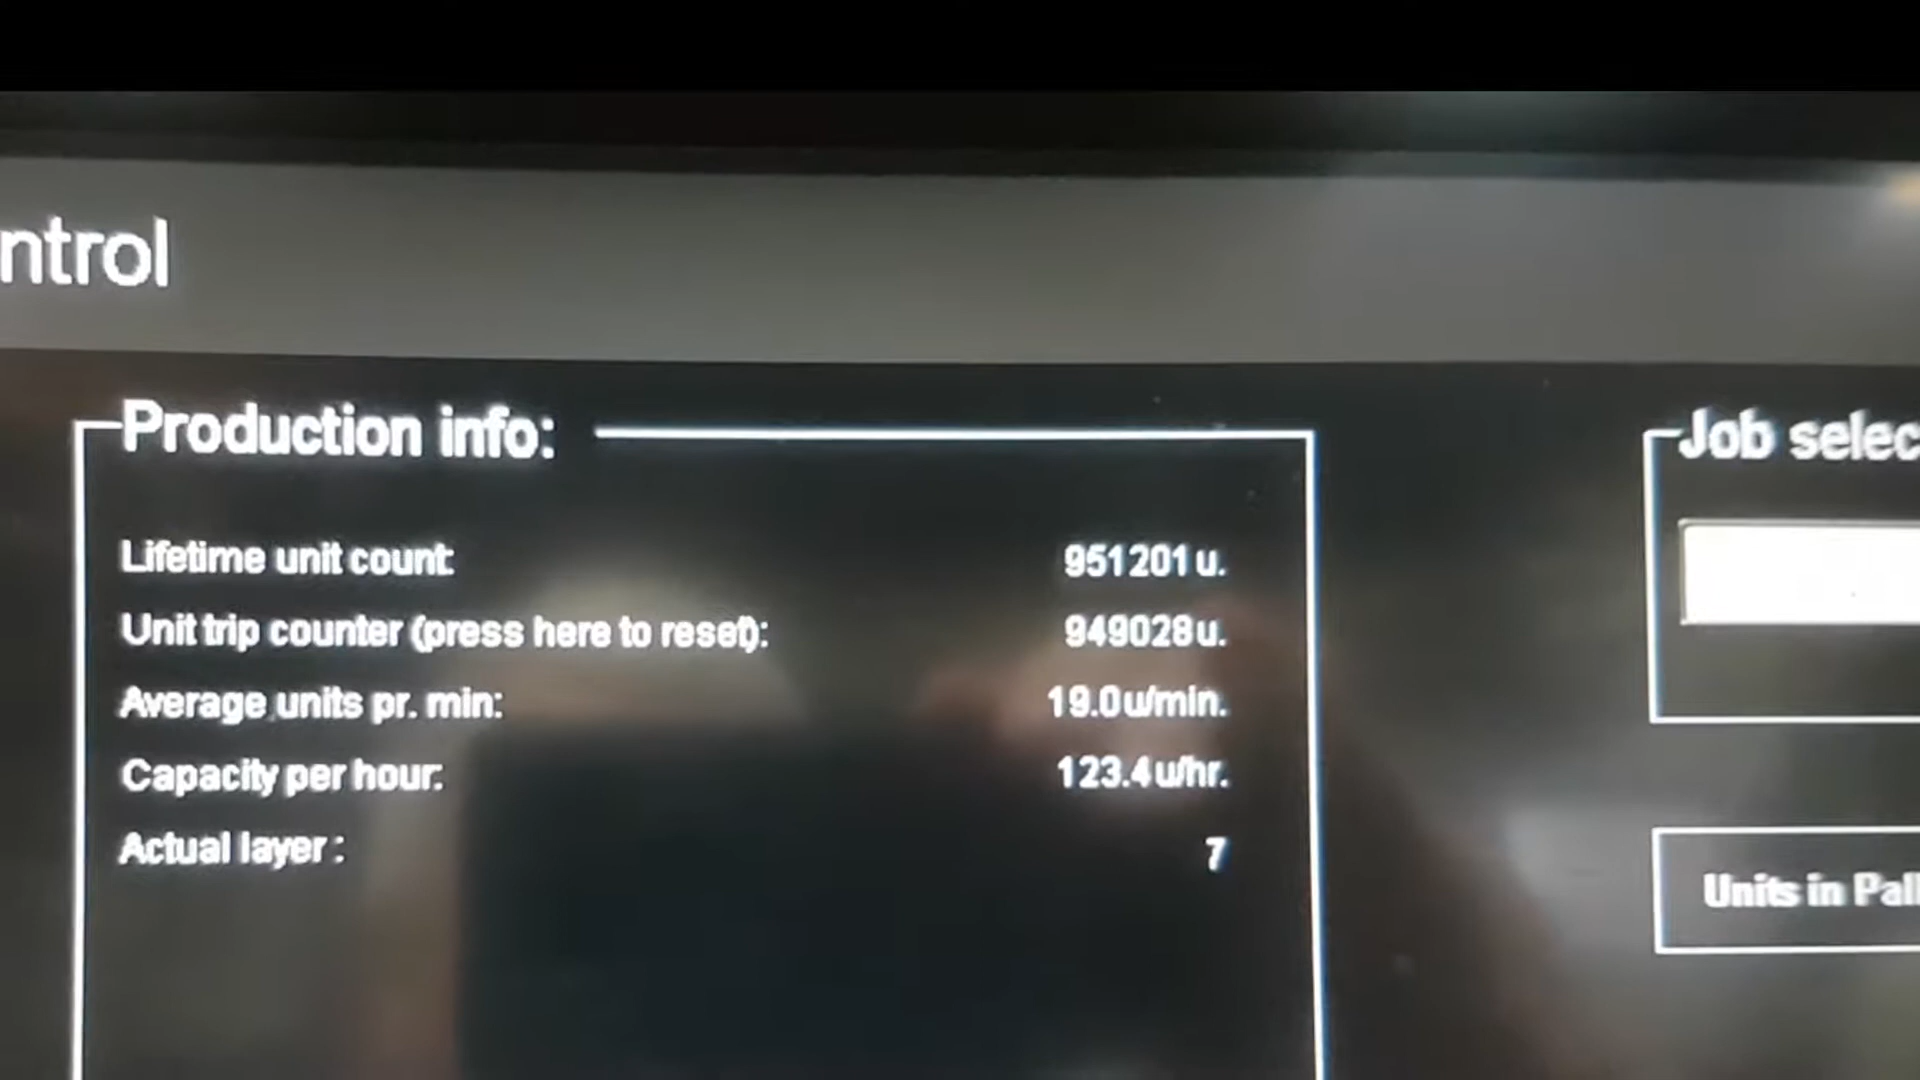 ntrol
Production info:
Lifetime unit count: 951201 u.
Unit trip counter (press here to reset): 949028 u.
Average units pr. min: 19.0 u/min.
Capacity per hour: 123.4 u/hr.
Actual layer : 7
Job selec
Units in Pall